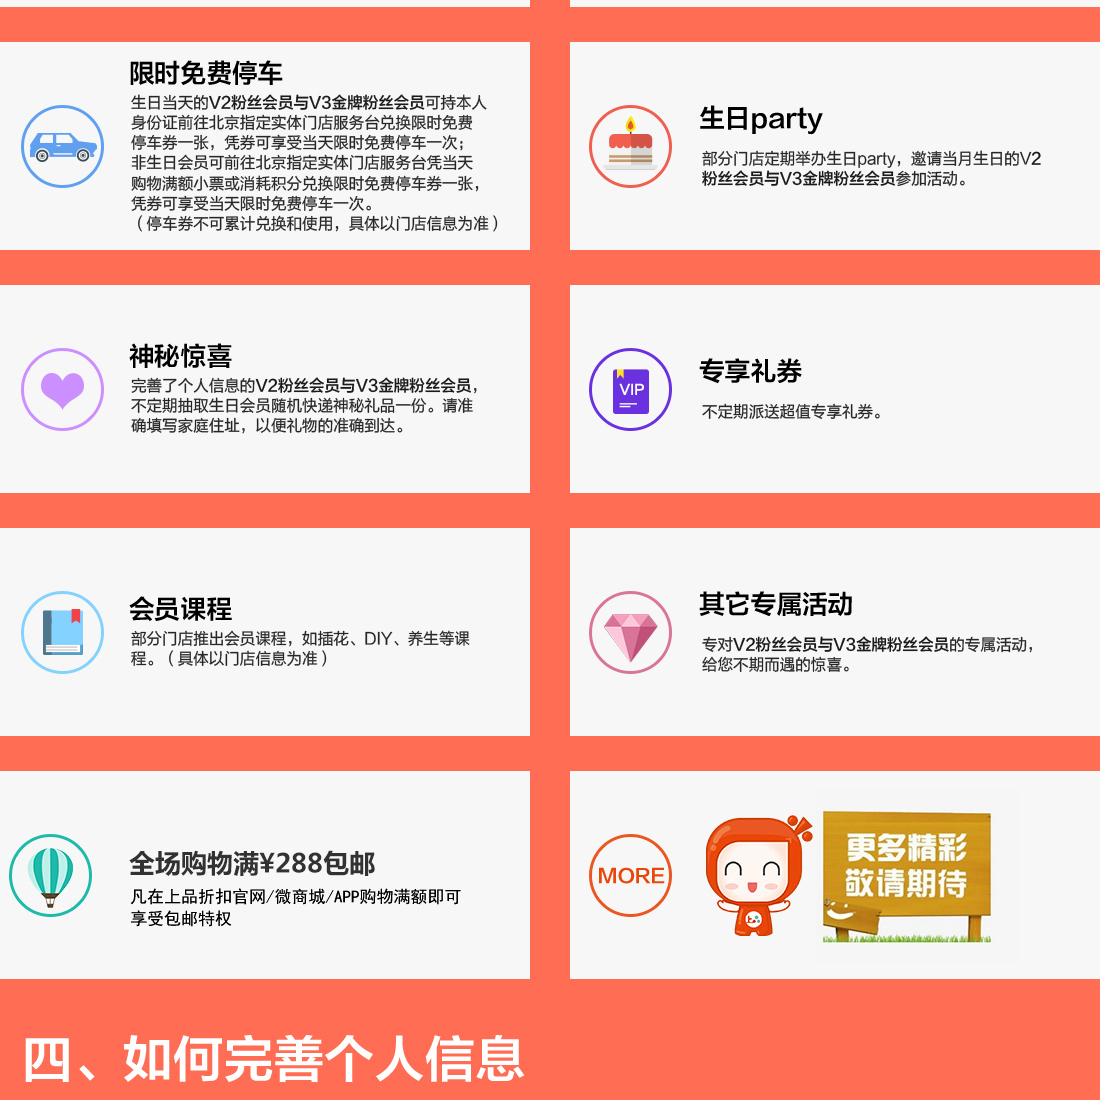 限时免费停车
生日当天的V2粉丝会员与V3金牌粉丝会员可持本人
身份证前往北京指定实体门店服务台兑换限时免费
停车券一张，凭券可享受当天限时免费停车一次；
非生日会员可前往北京指定实体门店服务台凭当天
购物满额小票或消耗积分兑换限时免费停车券一张，
凭券可享受当天限时免费停车一次。
（停车券不可累计兑换和使用，具体以门店信息为准）
生日party
部分门店定期举办生日party，邀请当月生日的V2
粉丝会员与V3金牌粉丝会员参加活动。
神秘惊喜
完善了个人信息的V2粉丝会员与V3金牌粉丝会员，
不定期抽取生日会员随机快递神秘礼品一份。请准
确填写家庭住址，以便礼物的准确到达。
VIP
专享礼券
不定期派送超值专享礼券。
会员课程
部分门店推出会员课程，如插花、DIY、养生等课
程。（具体以门店信息为准）
其它专属活动
专对V2粉丝会员与V3金牌粉丝会员的专属活动，
给您不期而遇的惊喜。
全场购物满¥288包邮
凡在上品折扣官网/微商城/APP购物满额即可
享受包邮特权
MORE
更多精彩
敬请期待
四、如何完善个人信息